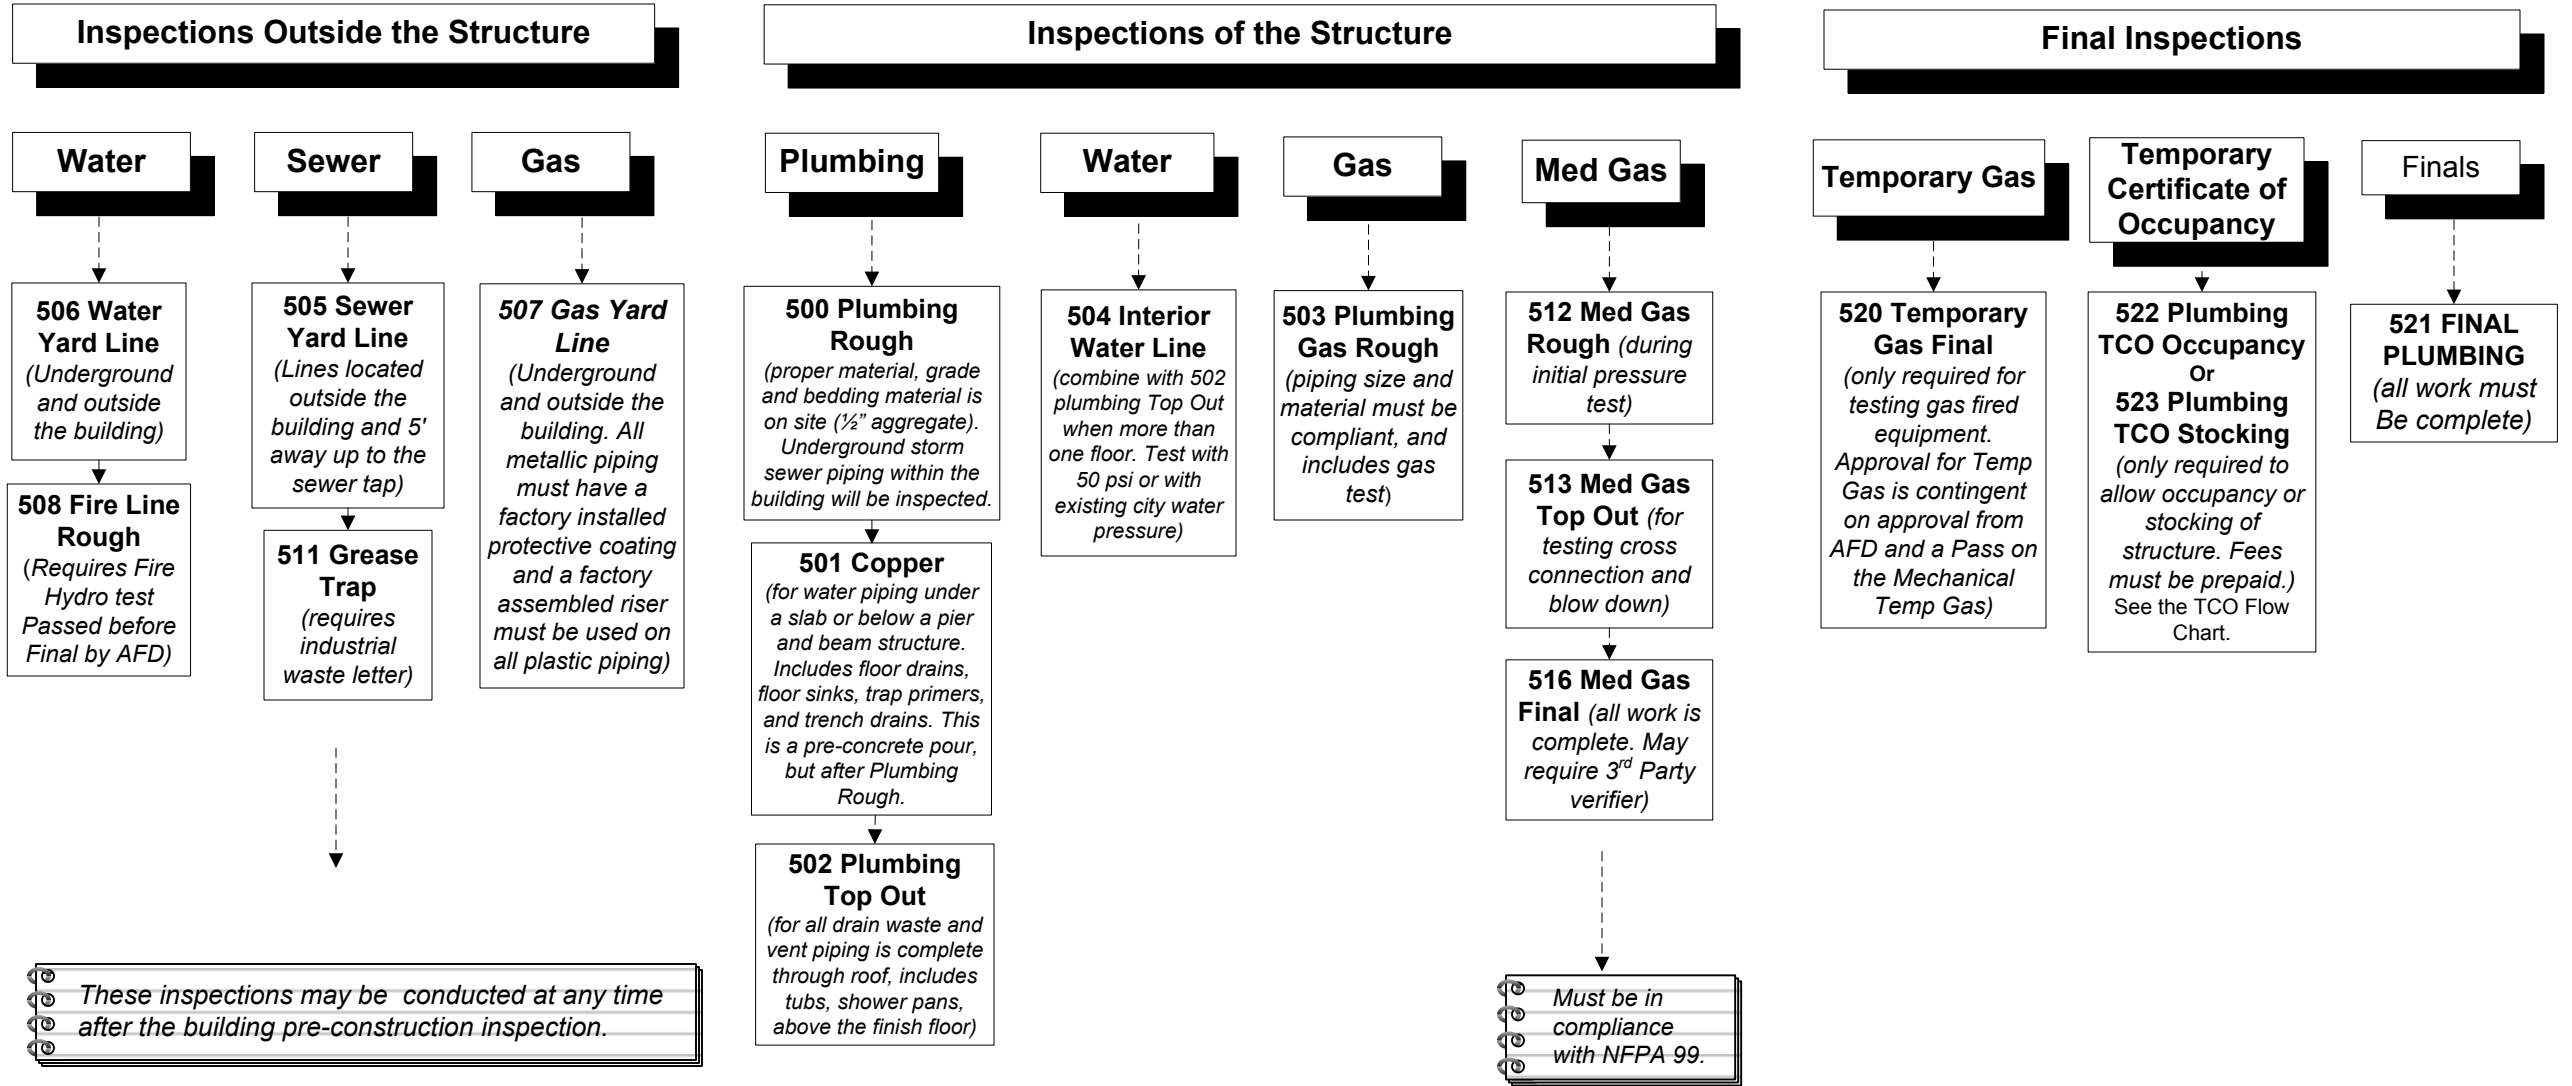 Inspections Outside the Structure
Water
506 Water
Yard Line
(Underground
and outside
the building)
508 Fire Line
Rough
(Requires Fire
Hydro test
Passed before
Final by AFD)
Sewer
505 Sewer
Yard Line
(Lines located
outside the
building and 5'
away up to the
sewer tap)
511 Grease
Trap
(requires
industrial
waste letter)
Gas
507 Gas Yard
Line
(Underground
and outside the
building. All
metallic piping
must have a
factory installed
protective coating
and a factory
assembled riser
must be used on
all plastic piping)
These inspections may be  conducted at any time
after the building pre-construction inspection.
Inspections of the Structure
Plumbing
500 Plumbing
Rough
(proper material, grade
and bedding material is
on site (½” aggregate).
Underground storm
sewer piping within the
building will be inspected.
501 Copper
(for water piping under
a slab or below a pier
and beam structure.
Includes floor drains,
floor sinks, trap primers,
and trench drains. This
is a pre-concrete pour,
but after Plumbing
Rough.
502 Plumbing
Top Out
(for all drain waste and
vent piping is complete
through roof, includes
tubs, shower pans,
above the finish floor)
Water
504 Interior
Water Line
(combine with 502
plumbing Top Out
when more than
one floor. Test with
50 psi or with
existing city water
pressure)
Gas
503 Plumbing
Gas Rough
(piping size and
material must be
compliant, and
includes gas
test)
Med Gas
512 Med Gas
Rough (during
initial pressure
test)
513 Med Gas
Top Out (for
testing cross
connection and
blow down)
516 Med Gas
Final (all work is
complete. May
require 3rd Party
verifier)
Must be in
compliance
with NFPA 99.
Final Inspections
Temporary Gas
520 Temporary
Gas Final
(only required for
testing gas fired
equipment.
Approval for Temp
Gas is contingent
on approval from
AFD and a Pass on
the Mechanical
Temp Gas)
Temporary
Certificate of
Occupancy
522 Plumbing
TCO Occupancy
Or
523 Plumbing
TCO Stocking
(only required to
allow occupancy or
stocking of
structure. Fees
must be prepaid.)
See the TCO Flow
Chart.
Finals
521 FINAL
PLUMBING
(all work must
Be complete)